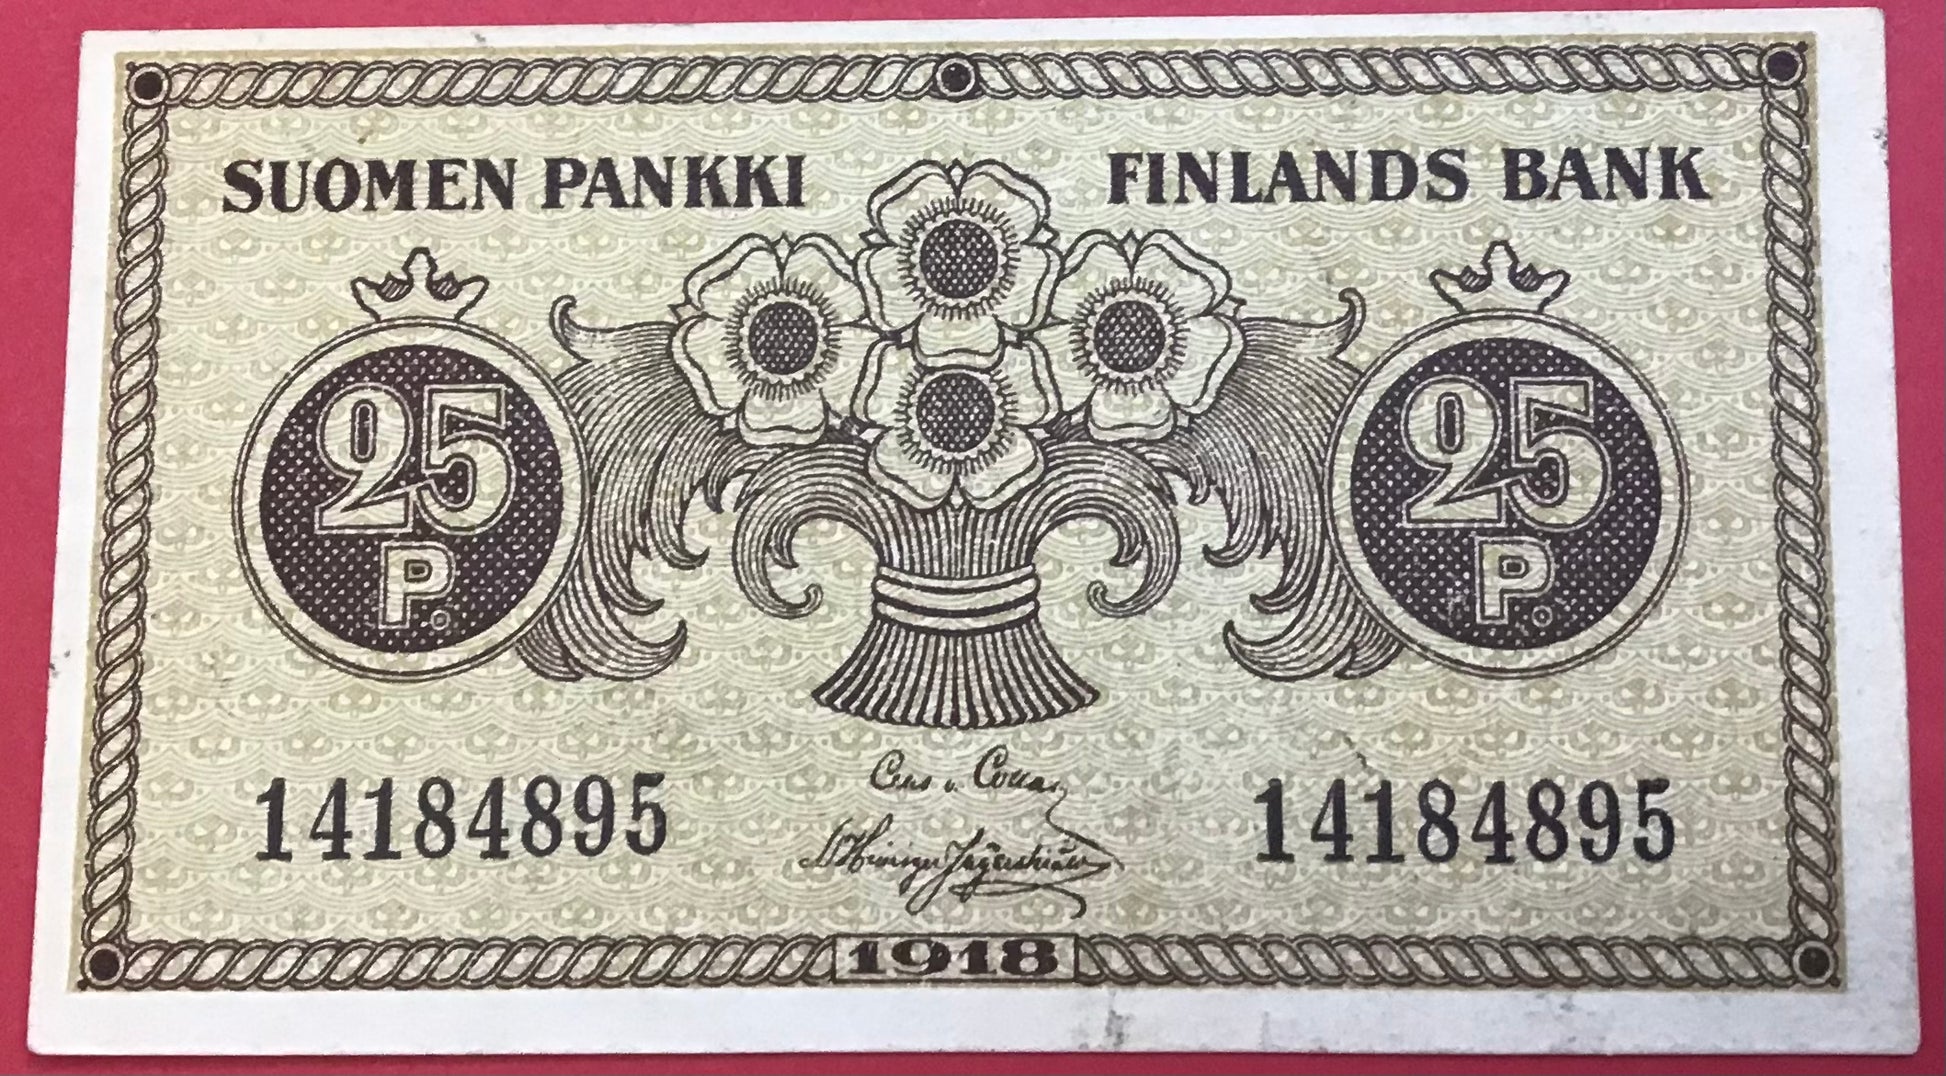 SUOMEN PANKKI FINLANDS BANK
25 P. 25 P.
14184895 14184895
1918